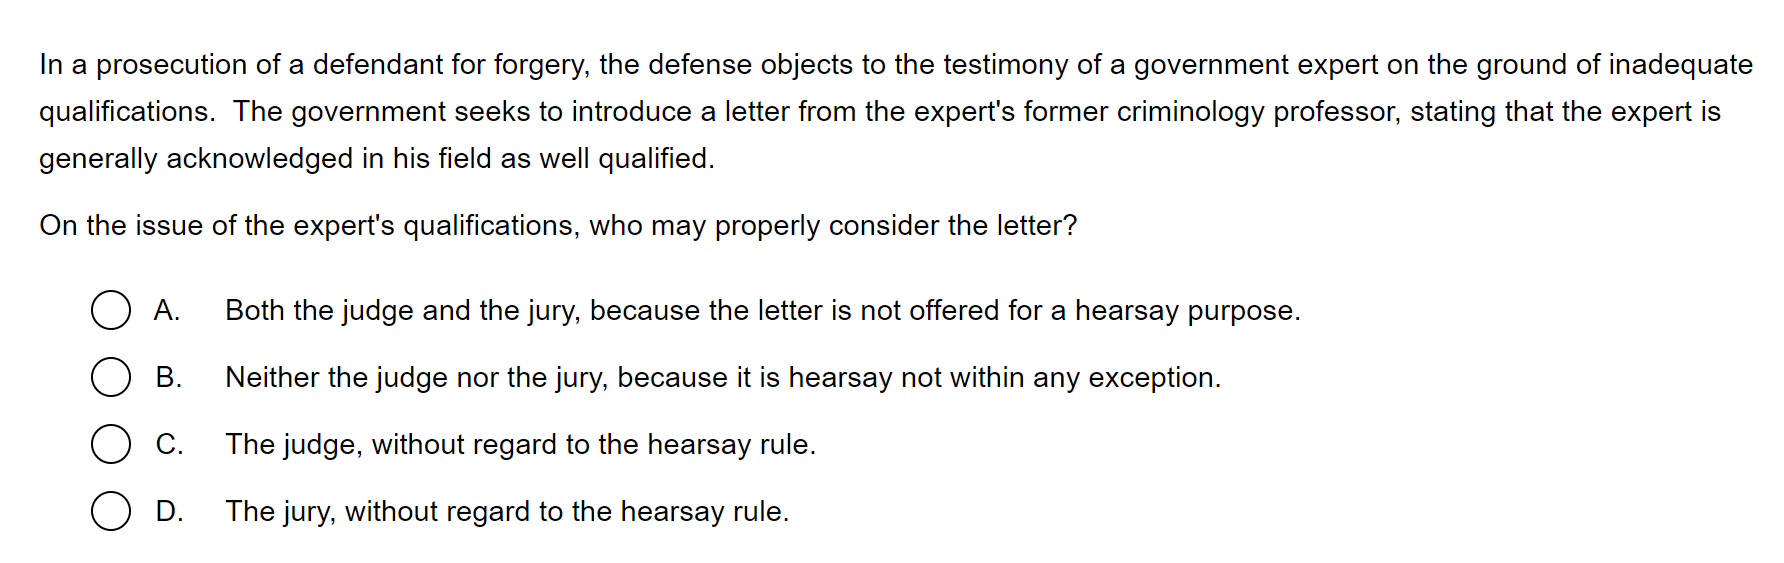 In a prosecution of a defendant for forgery, the defense objects to the testimony of a government expert on the ground of inadequate
qualifications.  The government seeks to introduce a letter from the expert's former criminology professor, stating that the expert is
generally acknowledged in his field as well qualified.
On the issue of the expert's qualifications, who may properly consider the letter?
A. Both the judge and the jury, because the letter is not offered for a hearsay purpose.
B. Neither the judge nor the jury, because it is hearsay not within any exception.
C. The judge, without regard to the hearsay rule.
D. The jury, without regard to the hearsay rule.